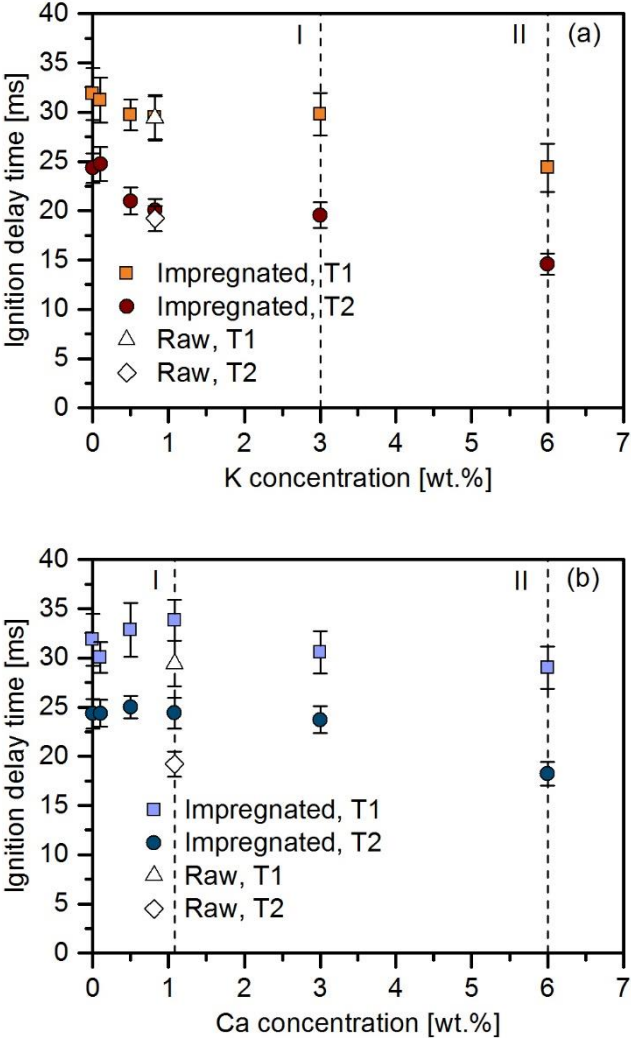 40
I
II
(a)
35
30
25
20
15
10
5
0
Ignition delay time [ms]
Impregnated, T1
Impregnated, T2
Raw, T1
Raw, T2
0 1 2 3 4 5 6 7
K concentration [wt.%]
40
I
II
(b)
35
30
25
20
15
10
5
0
Ignition delay time [ms]
Impregnated, T1
Impregnated, T2
Raw, T1
Raw, T2
0 1 2 3 4 5 6 7
Ca concentration [wt.%]